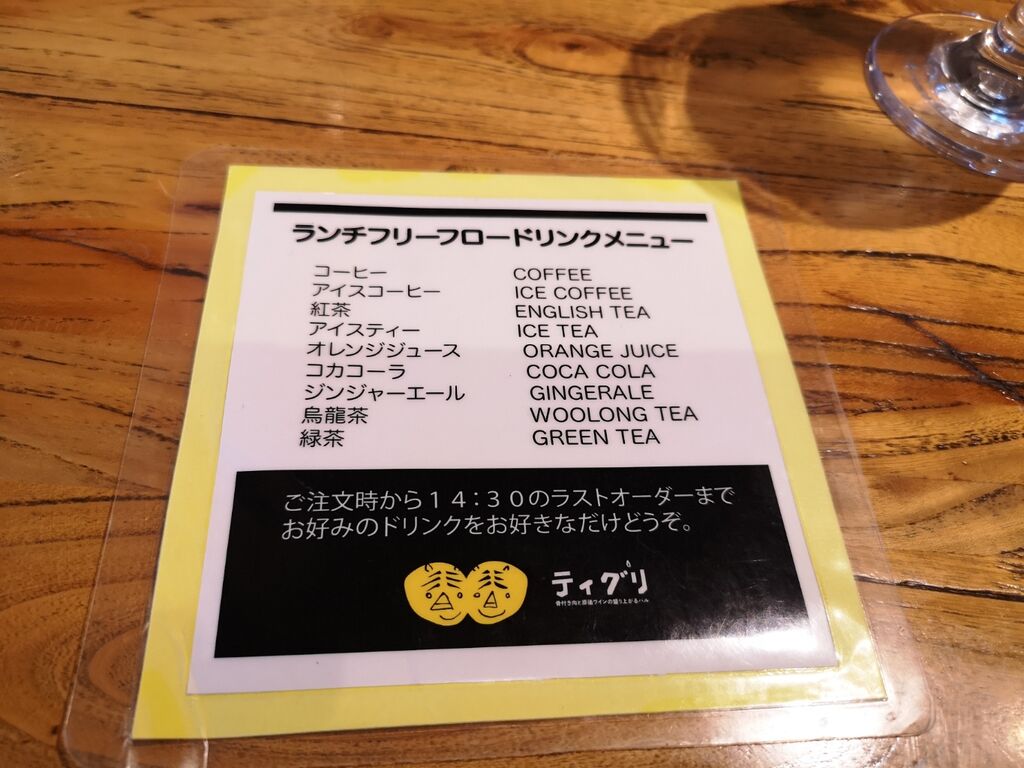 ランチフリーフロードリンクメニュー
コーヒー COFFEE
アイスコーヒー ICE COFFEE
紅茶 ENGLISH TEA
アイスティー ICE TEA
オレンジジュース ORANGE JUICE
コカコーラ COCA COLA
ジンジャーエール GINGERALE
烏龍茶 WOOLONG TEA
緑茶 GREEN TEA
ご注文時から１４：３０のラストオーダーまで
お好みのドリンクをお好きなだけどうぞ。
ティグリ